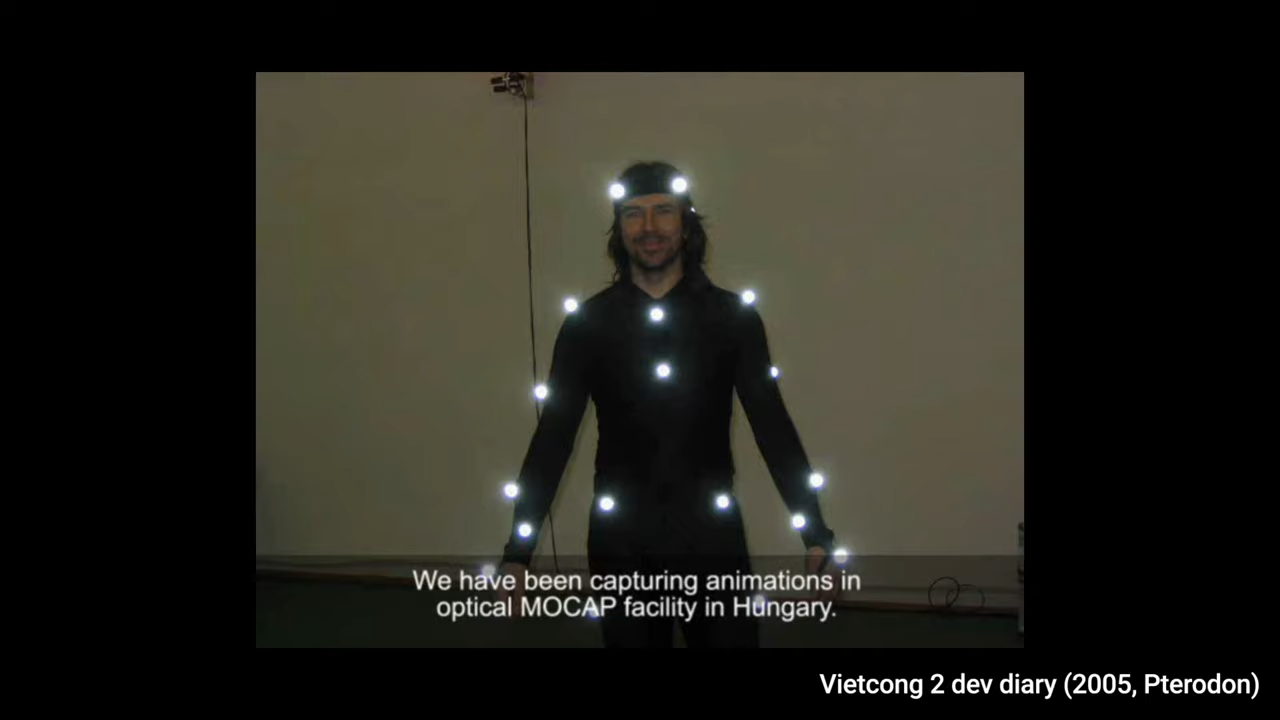 We have been capturing animations in
optical MOCAP facility in Hungary.
Vietcong 2 dev diary (2005, Pterodon)